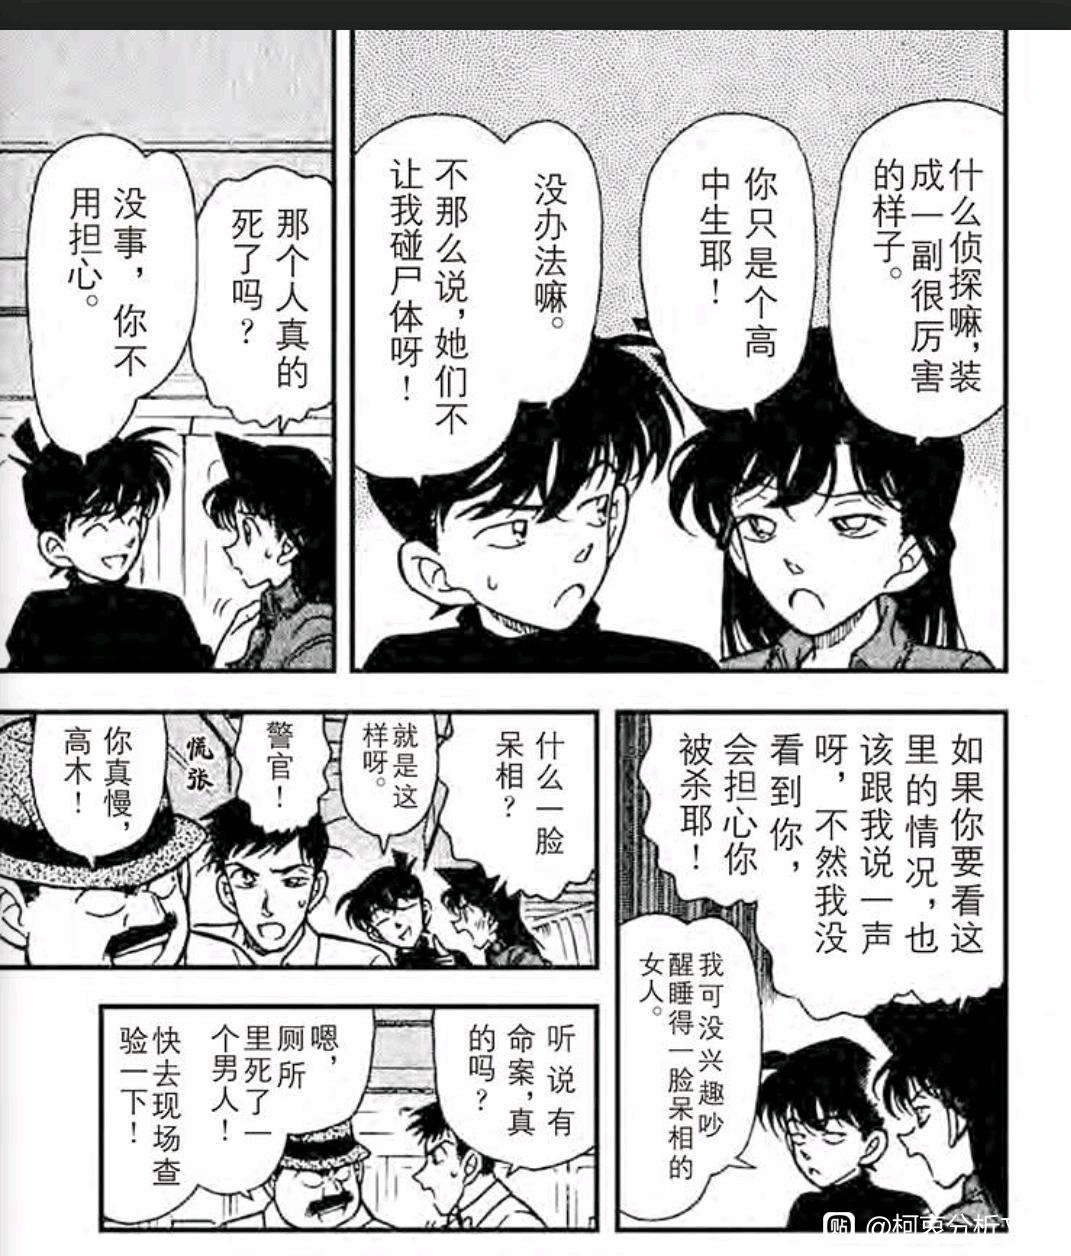 什么侦探嘛，装
成一副很厉害
的样子。
你只是个高
中生耶！
没办法嘛。
不那么说，她们不
让我碰尸体呀！
那个人真的
死了吗？
没事，你不
用担心。
如果你要看这
里的情况，也
该跟我说一声
呀，不然我没
看到你，
会担心你
被杀耶！
我可没兴趣吵
醒睡得一脸呆相的
女人。
什么一脸
呆相？
就是这
样呀。
警官！
慌张
你真慢，
高木！
听说有
命案，真
的吗？
嗯，
厕所
里死了一
个男人！
快去现场查
验一下！
贴